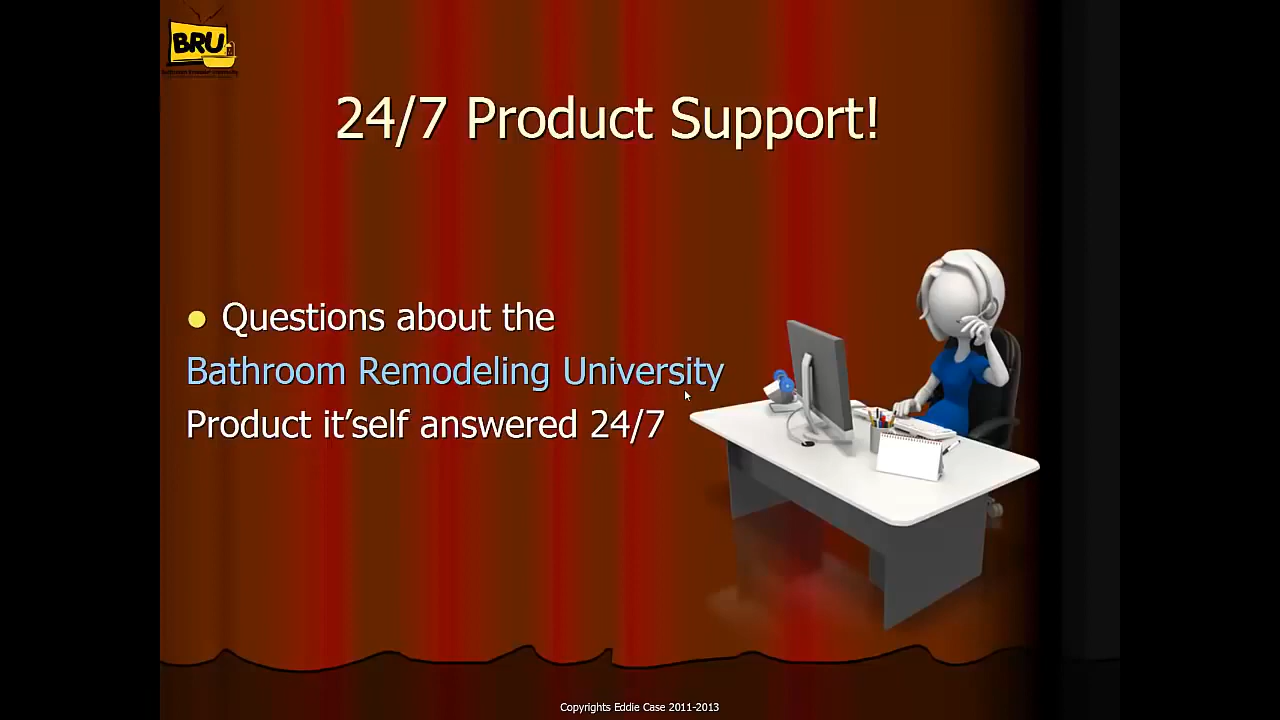 BRU
24/7 Product Support!
Questions about the
Bathroom Remodeling University
Product it’self answered 24/7
Copyrights Eddie Case 2011-2013